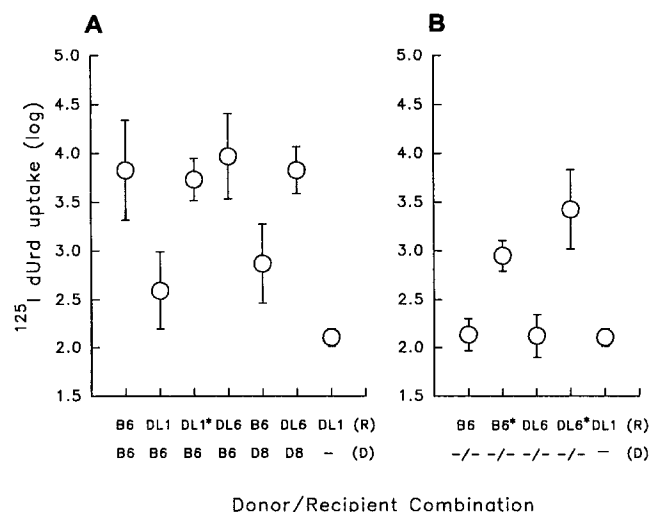 A
B
5.0
4.5
4.0
3.5
3.0
2.5
2.0
1.5
¹²⁵I dUrd uptake (log)
5.0
4.5
4.0
3.5
3.0
2.5
2.0
1.5
B6 DL1 DL1* DL6 B6 DL6 DL1 (R)
B6 B6 B6 B6 D8 D8 – (D)
B6 B6* DL6 DL6* DL1 (R)
-/- -/- -/- -/- – (D)
Donor/Recipient Combination